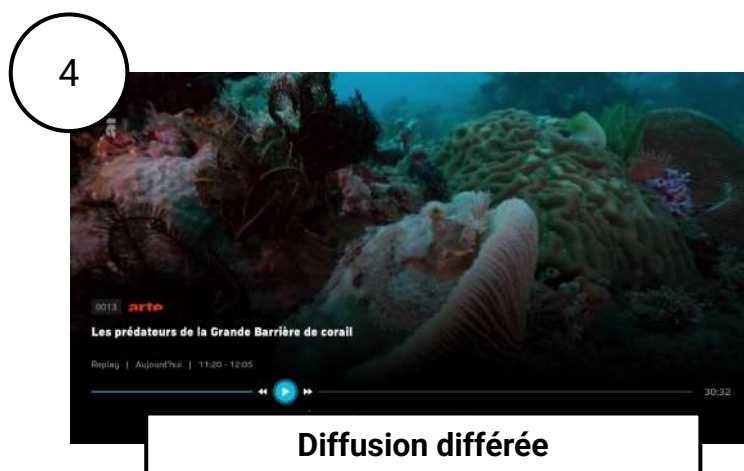 4
0013 arte
Les prédateurs de la Grande Barrière de corail
Replay | Aujourd'hui | 11:20 - 12:05
30:32
Diffusion différée